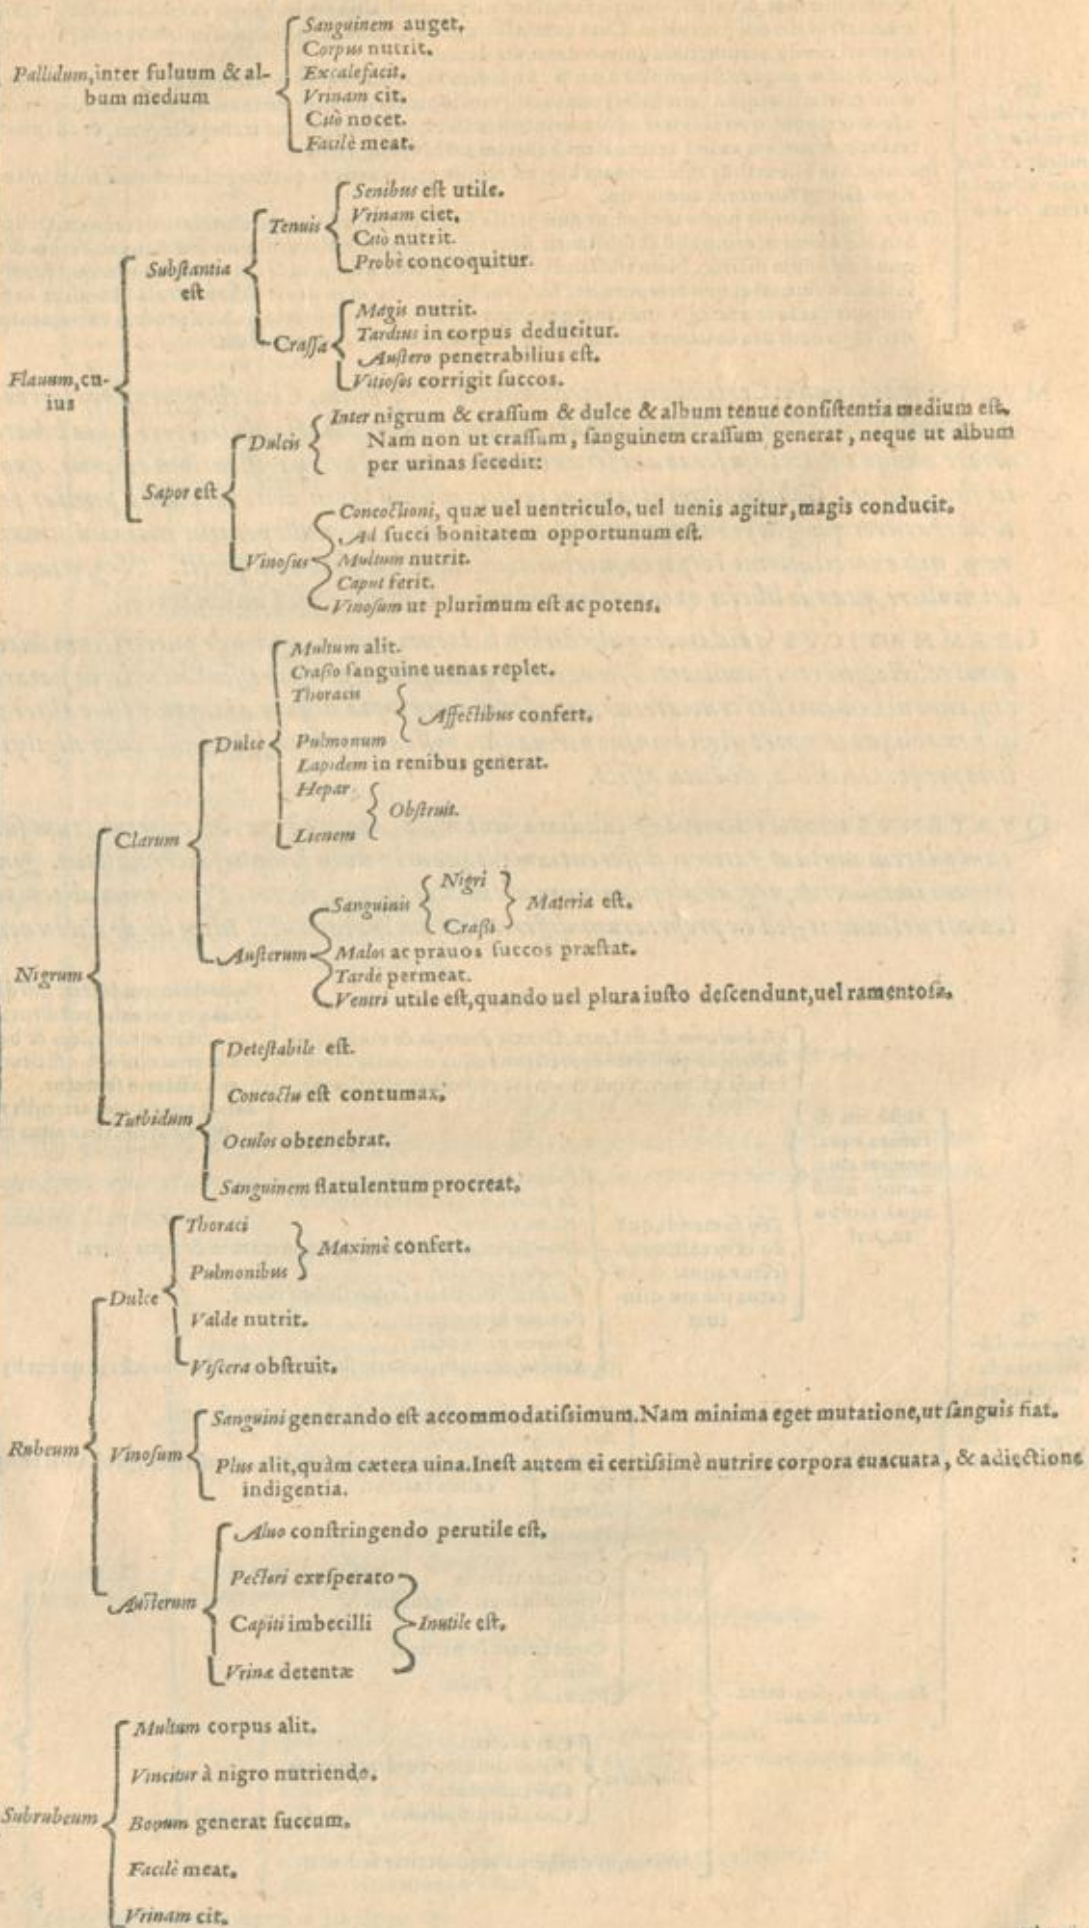 Sanguinem auget.
Corpus nutrit.
Pallidum, inter fuluum & al-
bum medium
Excalefacit.
Vrinam cit.
Citò nocet.
Facilè meat.
Flauum, cu-
ius
Substantia
est
Tenuis
Senibus est utile.
Vrinam ciet.
Citò nutrit.
Probè concoquitur.
Crassa
Magis nutrit.
Tardius in corpus deducitur.
Austero penetrabilius est.
Vitiosos corrigit succos.
Sapor est
Dulcis
Inter nigrum & crassum & dulce & album tenue consistentia medium est.
Nam non ut crassum, sanguinem crassum generat, neque ut album
per urinas secedit:
Vinosus
Concoctioni, quæ uel uentriculo, uel uenis agitur, magis conducit.
Ad succi bonitatem opportunum est.
Multum nutrit.
Caput ferit.
Vinosum ut plurimum est ac potens.
Nigrum
Clarum
Dulce
Multum alit.
Crasso sanguine uenas replet.
Thoracis
Pulmonum
Affectibus confert.
Lapidem in renibus generat.
Hepar
Lienem
Obstruit.
Austerum
Sanguinis
Nigri
Crassi
Materia est.
Malos ac prauos succos præstat.
Tardè permeat.
Ventri utile est, quando uel plura iusto descendunt, uel ramentosa.
Turbidum
Detestabile est.
Concoctu est contumax.
Oculos obtenebrat.
Sanguinem flatulentum procreat.
Rubeum
Dulce
Thoraci
Pulmonibus
Maximè confert.
Valde nutrit.
Viscera obstruit.
Vinosum
Sanguini generando est accommodatissimum. Nam minima eget mutatione, ut sanguis fiat.
Plus alit, quàm cætera uina. Inest autem ei certissimè nutrire corpora euacuata, & adiectione
indigentia.
Austerum
Aluo constringendo perutile est.
Pectori exesperato
Capiti imbecilli
Vrinæ detentæ
Inutile est.
Subrubeum
Multum corpus alit.
Vincitur à nigro nutriendo.
Bonum generat succum.
Facilè meat.
Vrinam cit.